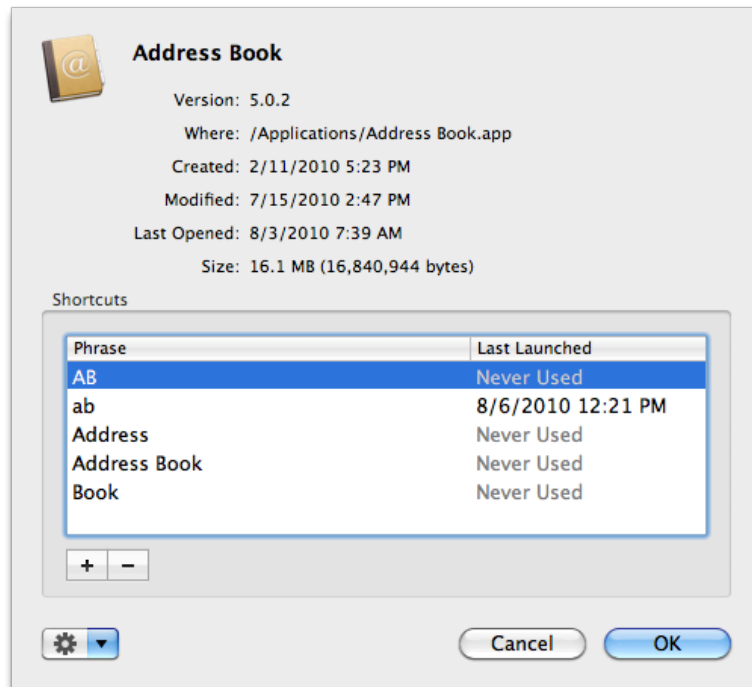 @
Address Book
Version: 5.0.2
Where: /Applications/Address Book.app
Created: 2/11/2010 5:23 PM
Modified: 7/15/2010 2:47 PM
Last Opened: 8/3/2010 7:39 AM
Size: 16.1 MB (16,840,944 bytes)
Shortcuts
Phrase Last Launched
AB Never Used
ab 8/6/2010 12:21 PM
Address Never Used
Address Book Never Used
Book Never Used
+ −
Cancel OK